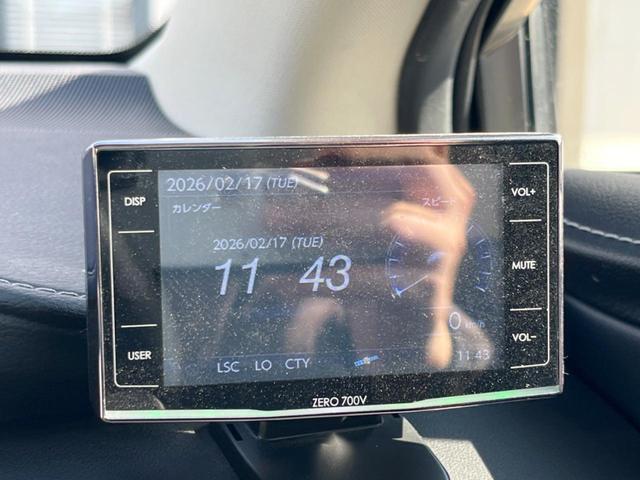 2026/02/17 (TUE)
カレンダー スピード
2026/02/17 (TUE)
11 43
0 km/h
LSC LO CTY
11:43
DISP
USER
VOL+
MUTE
VOL-
ZERO 700V